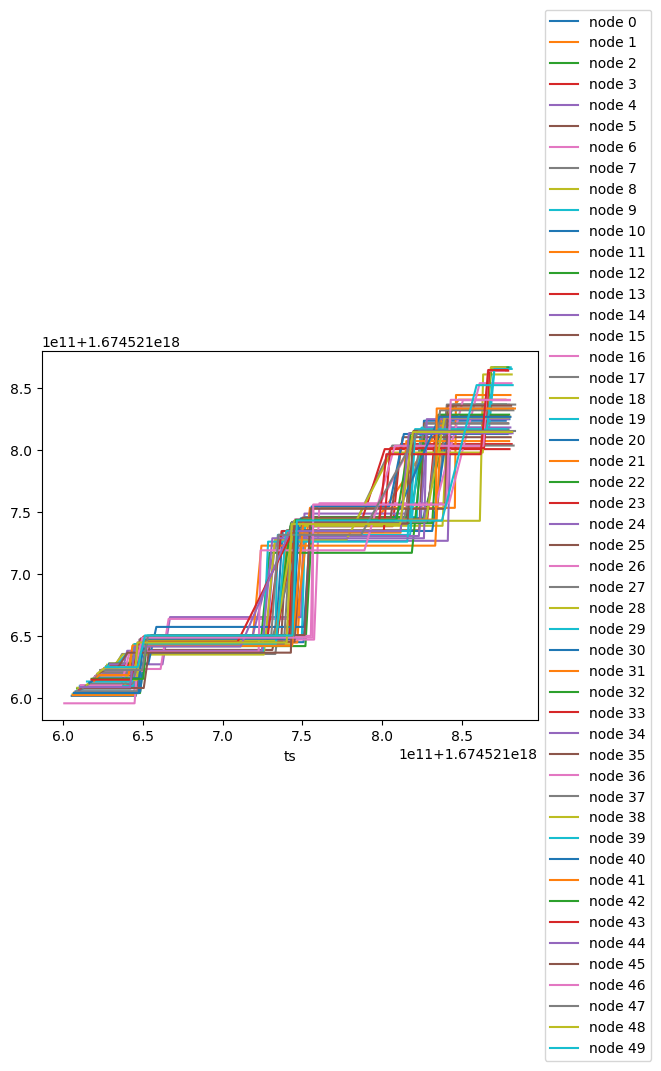 1e11+1.674521e18
8.5
8.0
7.5
7.0
6.5
6.0
6.0 6.5 7.0 7.5 8.0 8.5
ts
1e11+1.674521e18
node 0
node 1
node 2
node 3
node 4
node 5
node 6
node 7
node 8
node 9
node 10
node 11
node 12
node 13
node 14
node 15
node 16
node 17
node 18
node 19
node 20
node 21
node 22
node 23
node 24
node 25
node 26
node 27
node 28
node 29
node 30
node 31
node 32
node 33
node 34
node 35
node 36
node 37
node 38
node 39
node 40
node 41
node 42
node 43
node 44
node 45
node 46
node 47
node 48
node 49